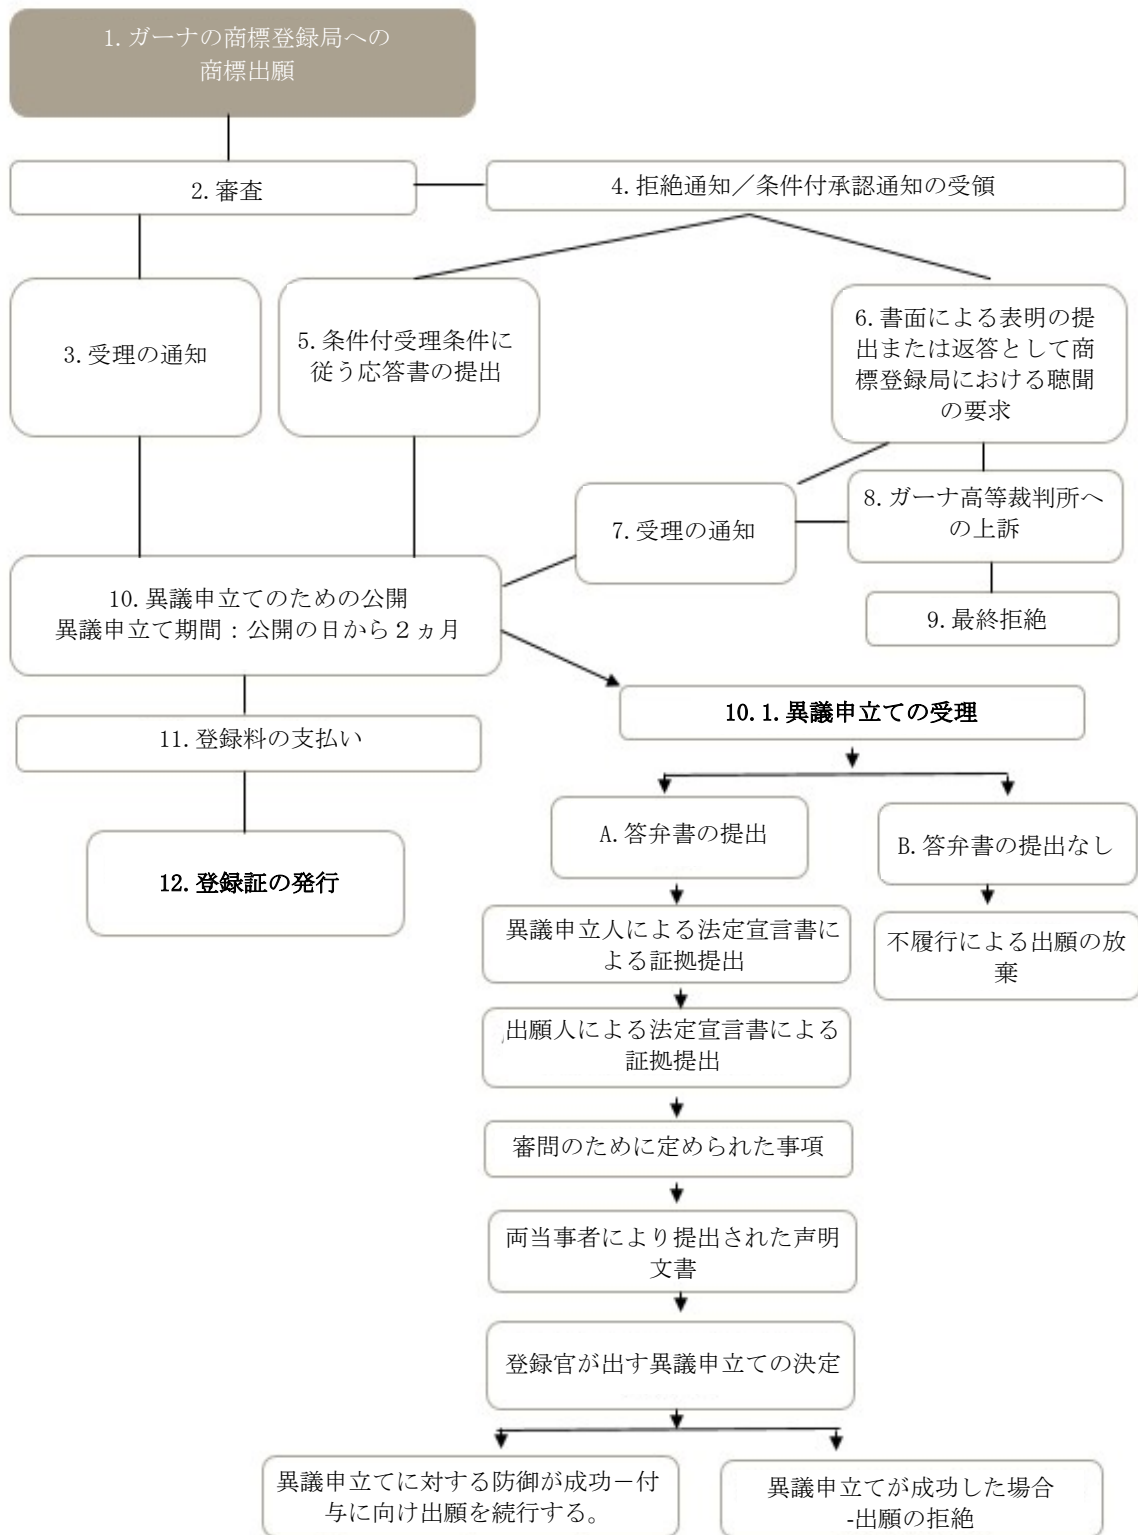 1.ガーナの商標登録局への
商標出願
2.審査
4.拒絶通知／条件付承認通知の受領
3.受理の通知
5.条件付受理条件に
従う応答書の提出
6.書面による表明の提
出または返答として商
標登録局における聴聞
の要求
7.受理の通知
8.ガーナ高等裁判所へ
の上訴
9.最終拒絶
10.異議申立てのための公開
異議申立て期間：公開の日から２ヵ月
10.1.異議申立ての受理
11.登録料の支払い
12.登録証の発行
A.答弁書の提出
B.答弁書の提出なし
異議申立人による法定宣言書に
よる証拠提出
不履行による出願の放
棄
出願人による法定宣言書による
証拠提出
審問のために定められた事項
両当事者により提出された声明
文書
登録官が出す異議申立ての決定
異議申立てに対する防御が成功－付
与に向け出願を続行する。
異議申立てが成功した場合
-出願の拒絶